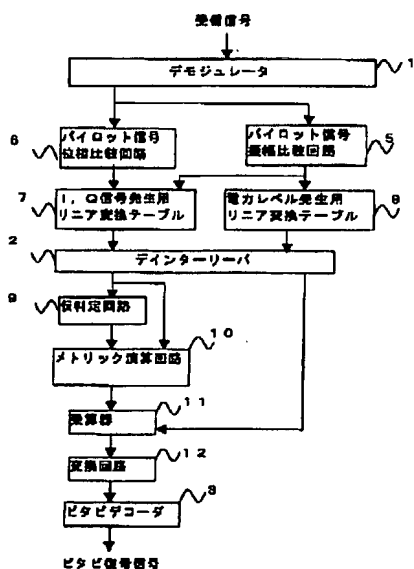 受信信号
デモジュレータ
1
6
パイロット信号
位相比較回路
パイロット信号
振幅比較回路
5
7
I,Q信号発生用
リニア変換テーブル
電力レベル発生用
リニア変換テーブル
8
2
デインターリーバ
9
仮判定回路
10
メトリック演算回路
11
乗算器
12
変換回路
3
ビタビデコーダ
ビタビ復号信号